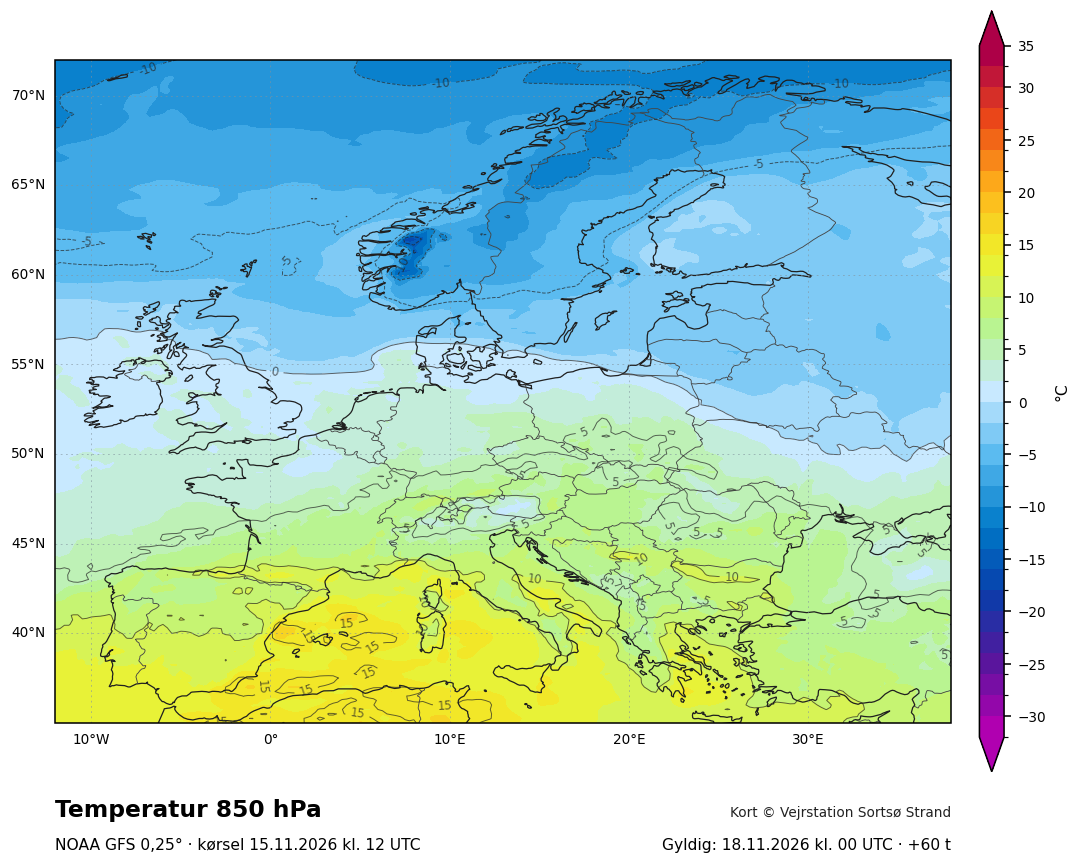 35
30
25
20
15
10
5
0
−5
−10
−15
−20
−25
−30
°C
70°N
65°N
60°N
55°N
50°N
45°N
40°N
10°W
0°
10°E
20°E
30°E
Temperatur 850 hPa
Kort © Vejrstation Sortsø Strand
NOAA GFS 0,25° · kørsel 15.11.2026 kl. 12 UTC
Gyldig: 18.11.2026 kl. 00 UTC · +60 t